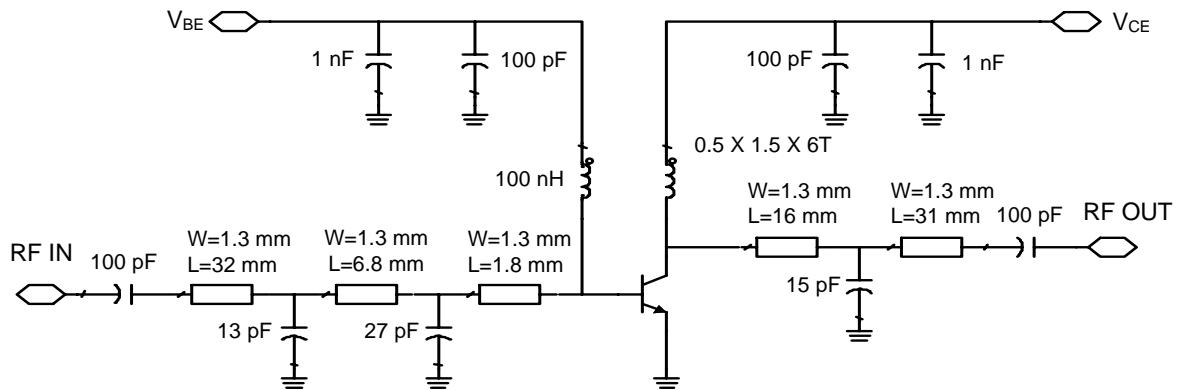 VBE
1 nF
100 pF
100 pF
1 nF
VCE
100 nH
0.5 X 1.5 X 6T
RF IN
100 pF
W=1.3 mm
L=32 mm
W=1.3 mm
L=6.8 mm
W=1.3 mm
L=1.8 mm
13 pF
27 pF
W=1.3 mm
L=16 mm
W=1.3 mm
L=31 mm
15 pF
100 pF
RF OUT